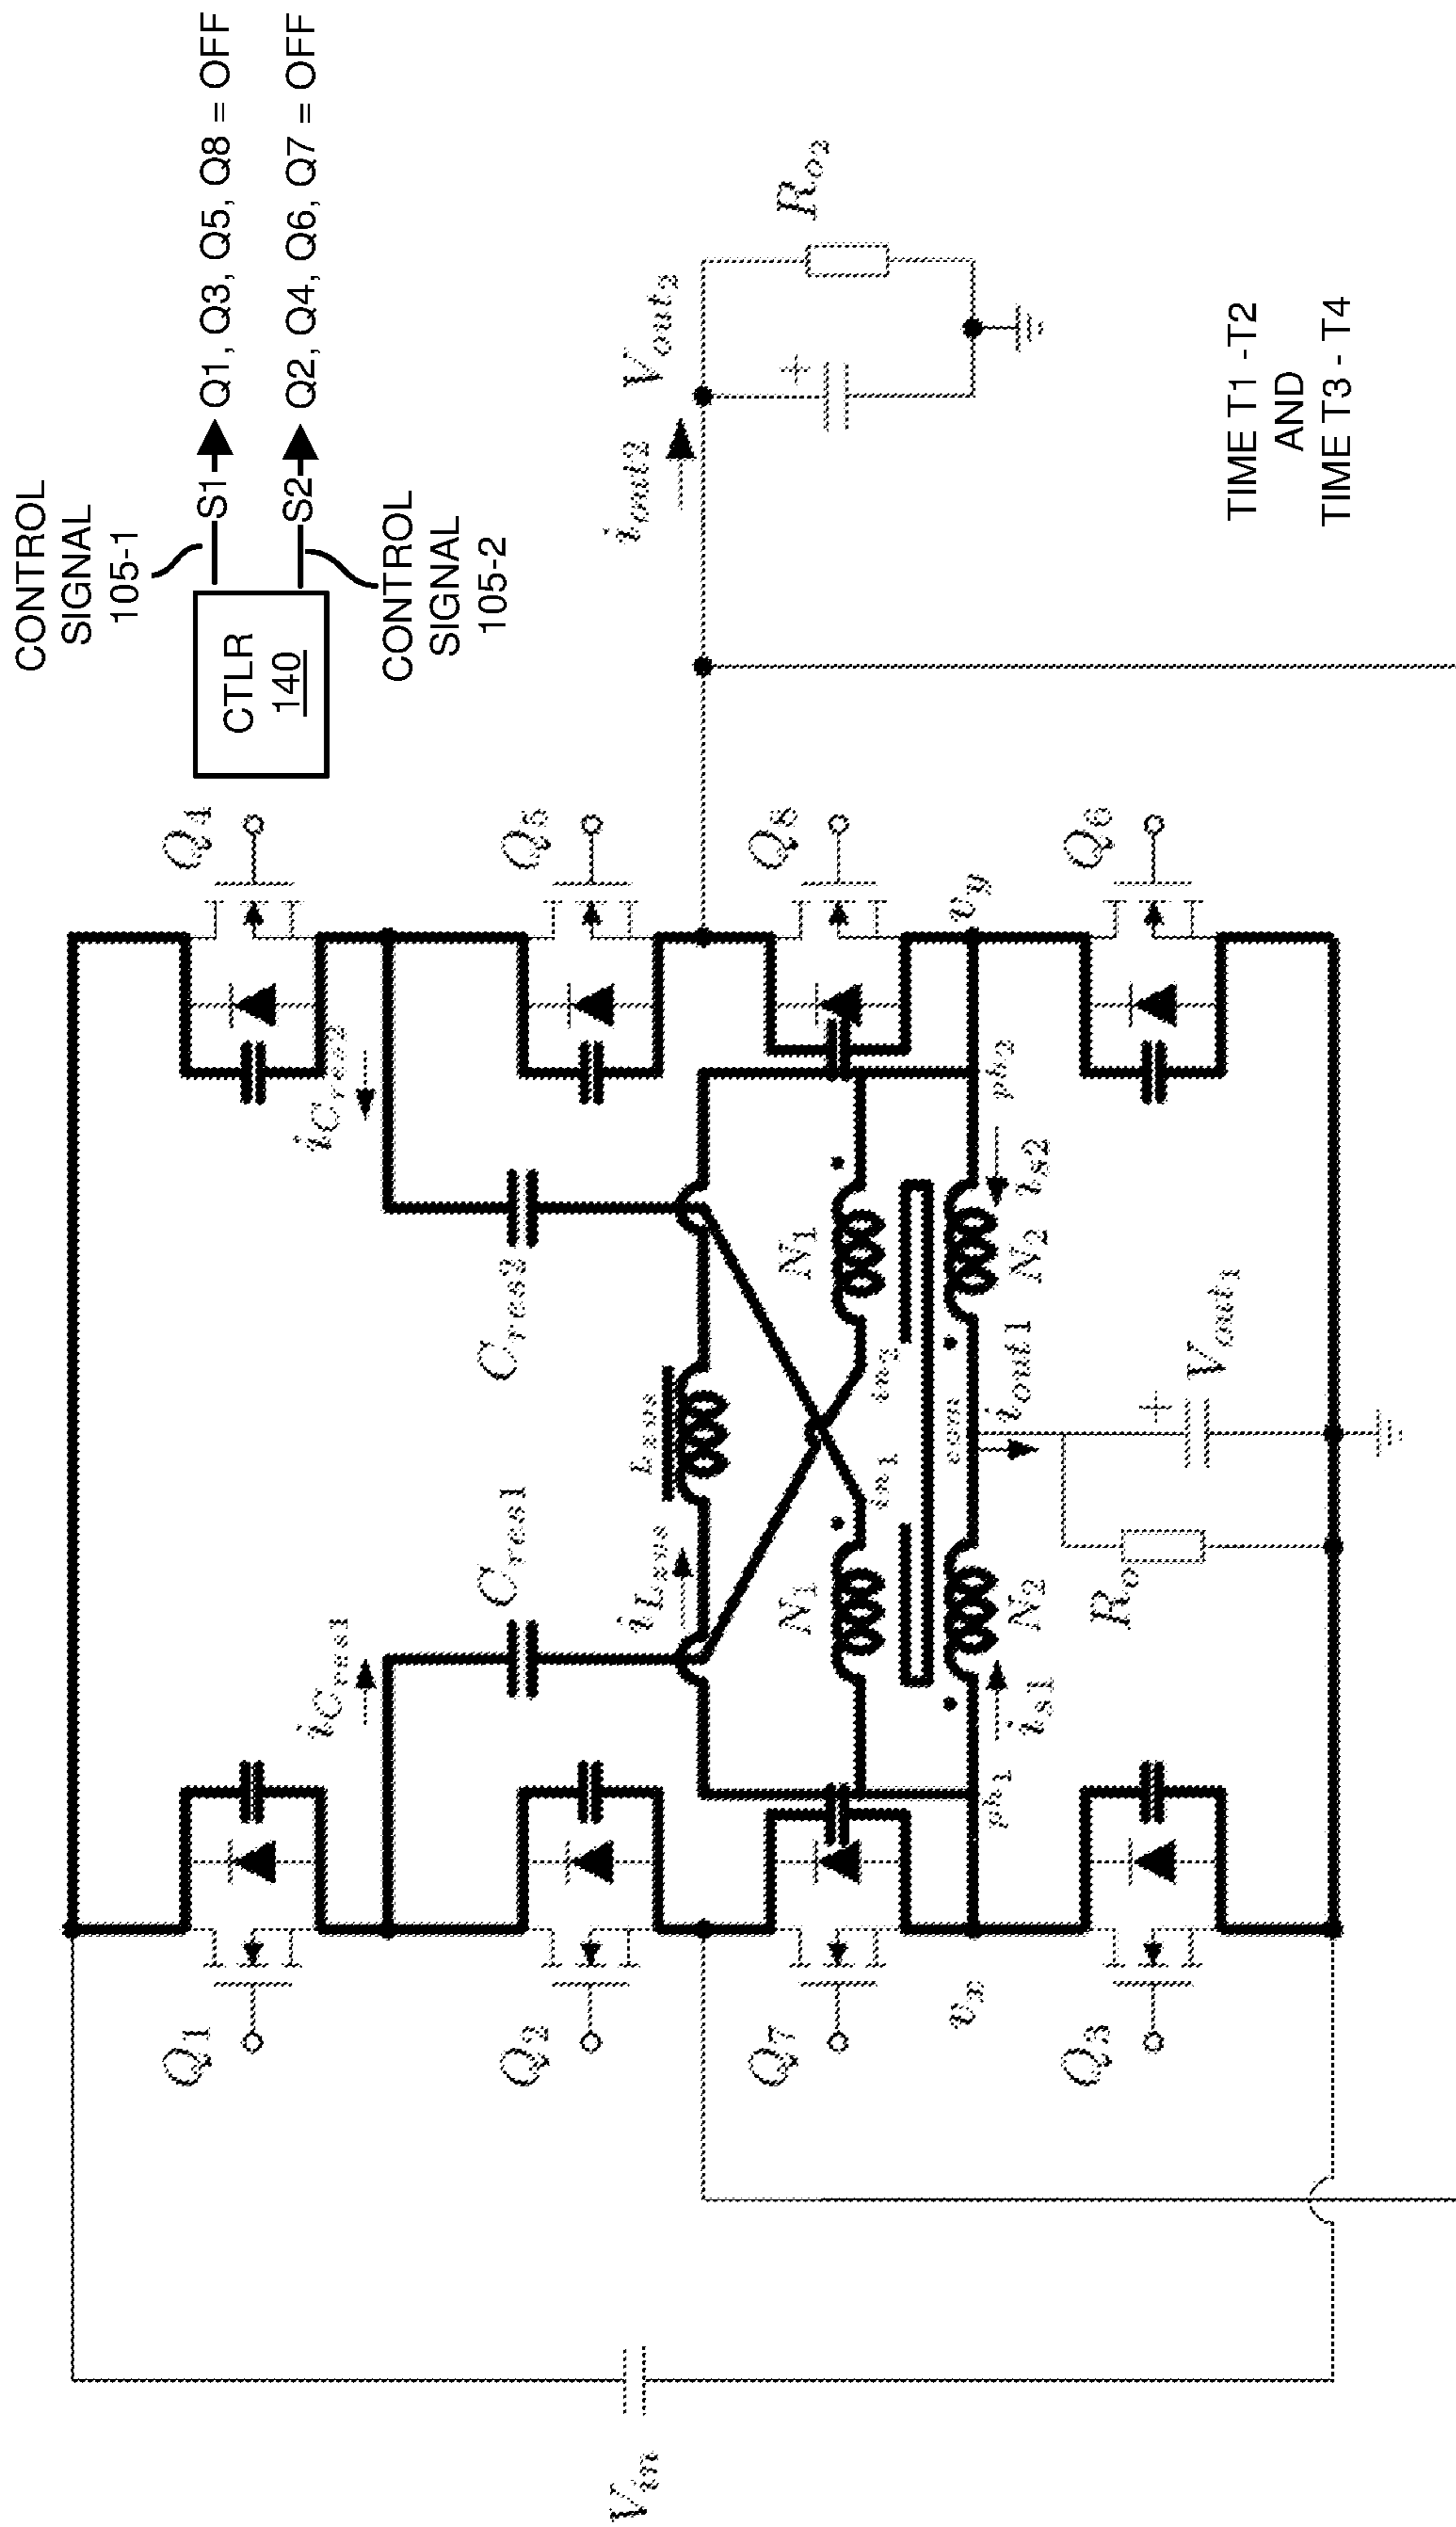 CONTROL
SIGNAL
105-1
CTLR
140
S1
Q1, Q3, Q5, Q8 = OFF
S2
Q2, Q4, Q6, Q7 = OFF
CONTROL
SIGNAL
105-2
Q1
Q4
iCres1
iCres2
Q2
Cres1
Cres2
Q5
iLzvs
Lzvs
iout2
Vout2
Ro2
Vin
Q7
N1
N1
Q8
in1
in2
vx
ph1
com
ph2
vy
is1
N2
iout1
N2
is2
Q3
Ro
Vout1
Q6
TIME T1 -T2
AND
TIME T3 - T4